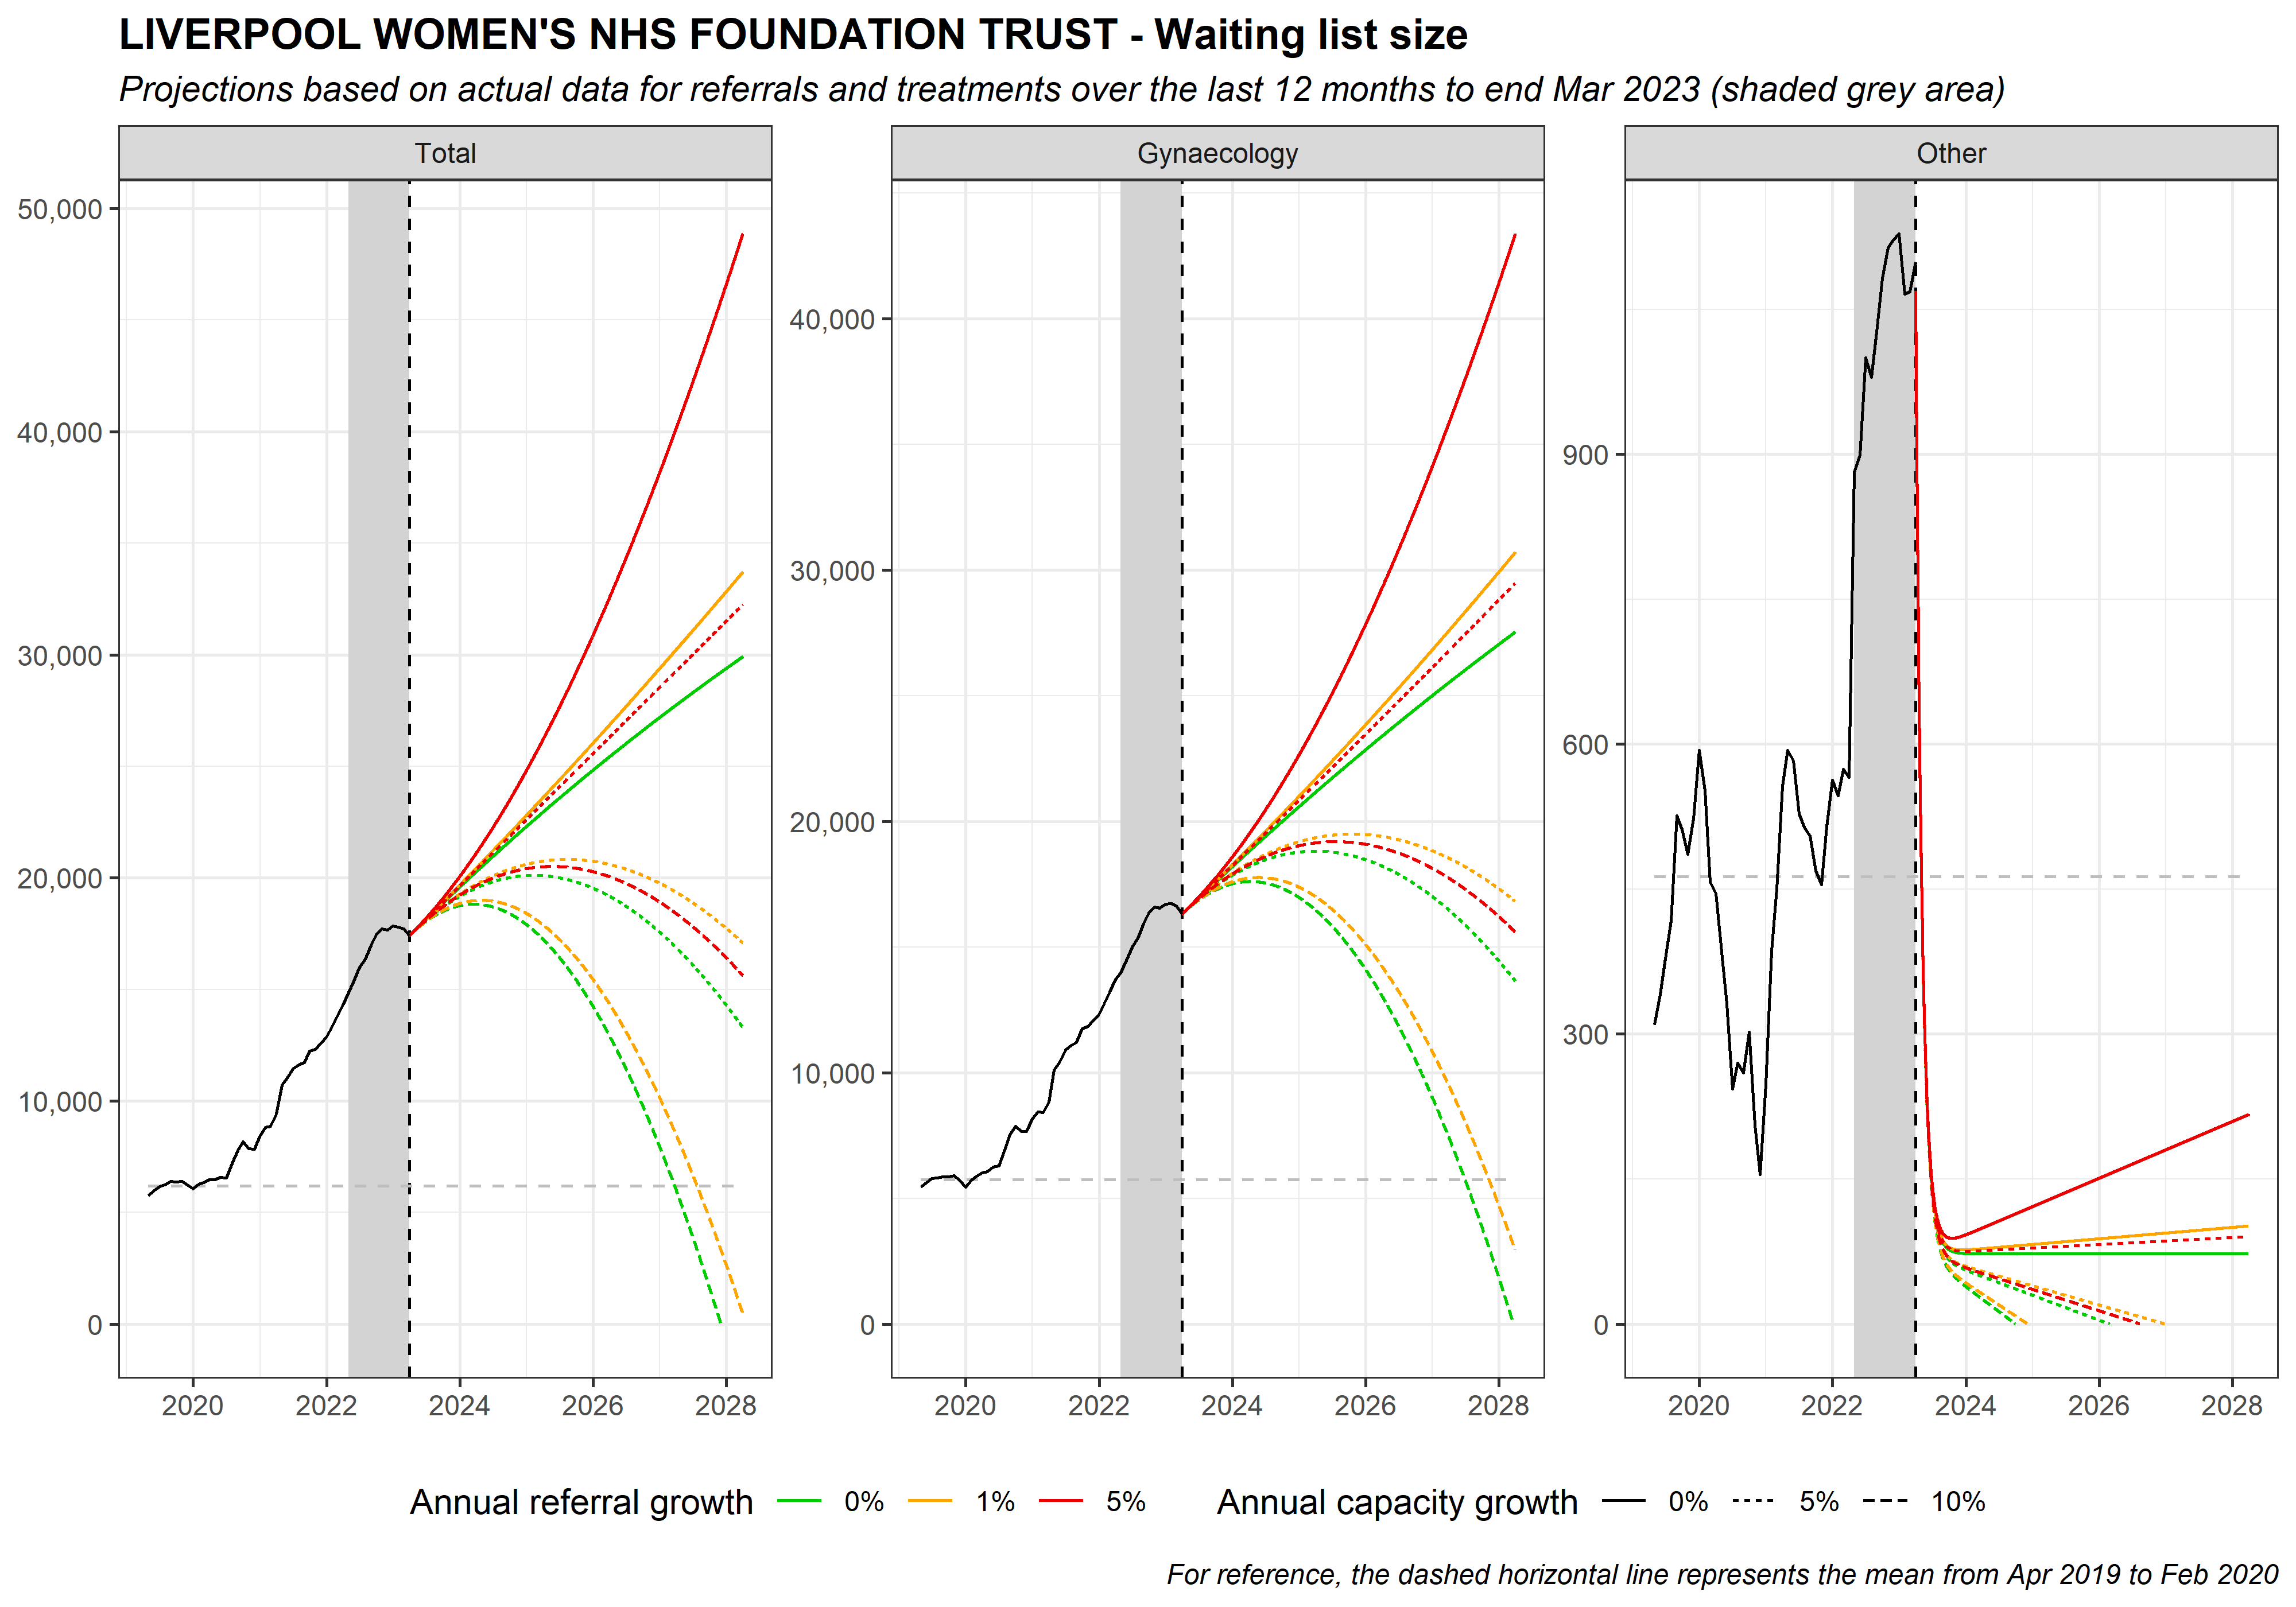 LIVERPOOL WOMEN'S NHS FOUNDATION TRUST - Waiting list size
Projections based on actual data for referrals and treatments over the last 12 months to end Mar 2023 (shaded grey area)
Total
50,000
40,000
30,000
20,000
10,000
0
2020 2022 2024 2026 2028
Gynaecology
40,000
30,000
20,000
10,000
0
2020 2022 2024 2026 2028
Other
900
600
300
0
2020 2022 2024 2026 2028
Annual referral growth 0% 1% 5% Annual capacity growth 0% 5% 10%
For reference, the dashed horizontal line represents the mean from Apr 2019 to Feb 2020